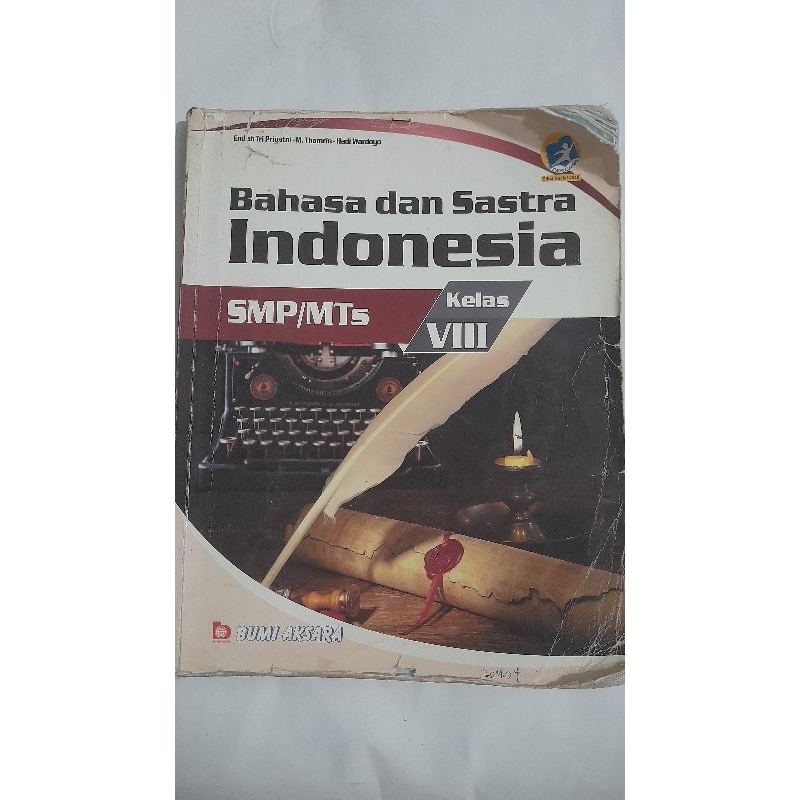 Endah Tri Priyatni - M. Thamrin - Hadi Wardoyo
Bahasa dan Sastra
Indonesia
SMP/MTs
Kelas
VIII
BUMI AKSARA